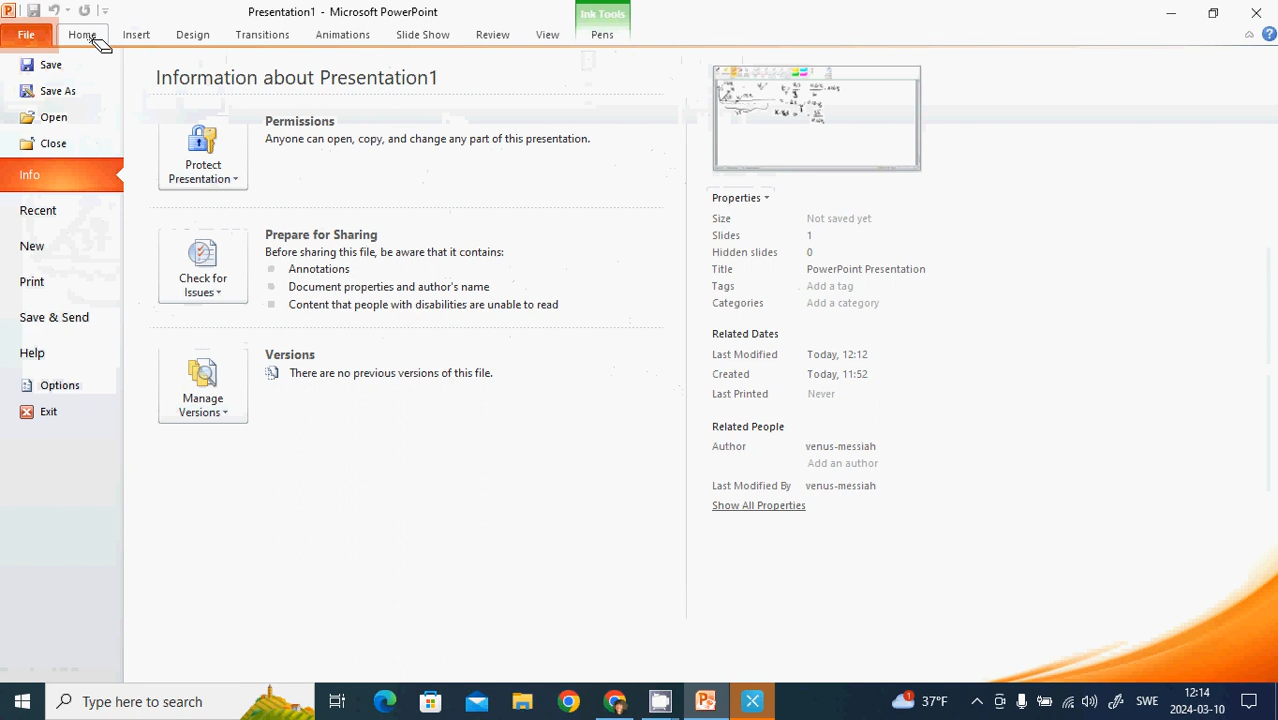 Presentation1 - Microsoft PowerPoint
Ink Tools
File Home Insert Design Transitions Animations Slide Show Review View Pens
Save
Save As
Open
Close
Info
Recent
New
Print
Save & Send
Help
Options
Exit
Information about Presentation1
Protect Presentation
Permissions
Anyone can open, copy, and change any part of this presentation.
Check for Issues
Prepare for Sharing
Before sharing this file, be aware that it contains:
Annotations
Document properties and author's name
Content that people with disabilities are unable to read
Manage Versions
Versions
There are no previous versions of this file.
Properties
Size Not saved yet
Slides 1
Hidden slides 0
Title PowerPoint Presentation
Tags Add a tag
Categories Add a category
Related Dates
Last Modified Today, 12:12
Created Today, 11:52
Last Printed Never
Related People
Author venus-messiah
Add an author
Last Modified By venus-messiah
Show All Properties
Type here to search
37°F
SWE
12:14
2024-03-10